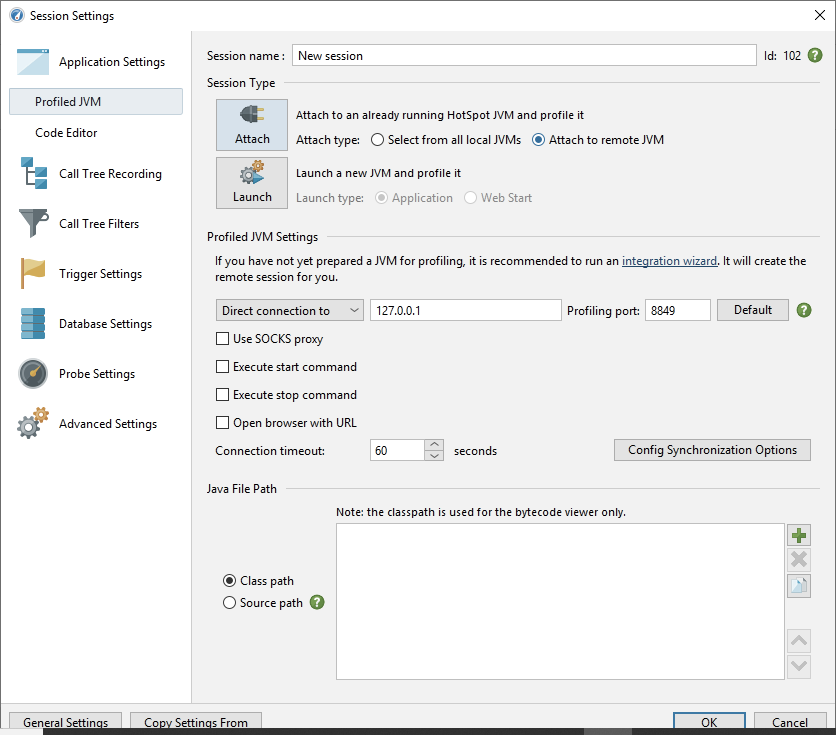 Session Settings
Application Settings
Profiled JVM
Code Editor
Call Tree Recording
Call Tree Filters
Trigger Settings
Database Settings
Probe Settings
Advanced Settings
Session name : New session Id: 102 ?
Session Type
Attach
Attach to an already running HotSpot JVM and profile it
Attach type: Select from all local JVMs Attach to remote JVM
Launch
Launch a new JVM and profile it
Launch type: Application Web Start
Profiled JVM Settings
If you have not yet prepared a JVM for profiling, it is recommended to run an integration wizard. It will create the
remote session for you.
Direct connection to 127.0.0.1 Profiling port: 8849 Default ?
Use SOCKS proxy
Execute start command
Execute stop command
Open browser with URL
Connection timeout: 60 seconds Config Synchronization Options
Java File Path
Note: the classpath is used for the bytecode viewer only.
Class path
Source path ?
General Settings Copy Settings From OK Cancel